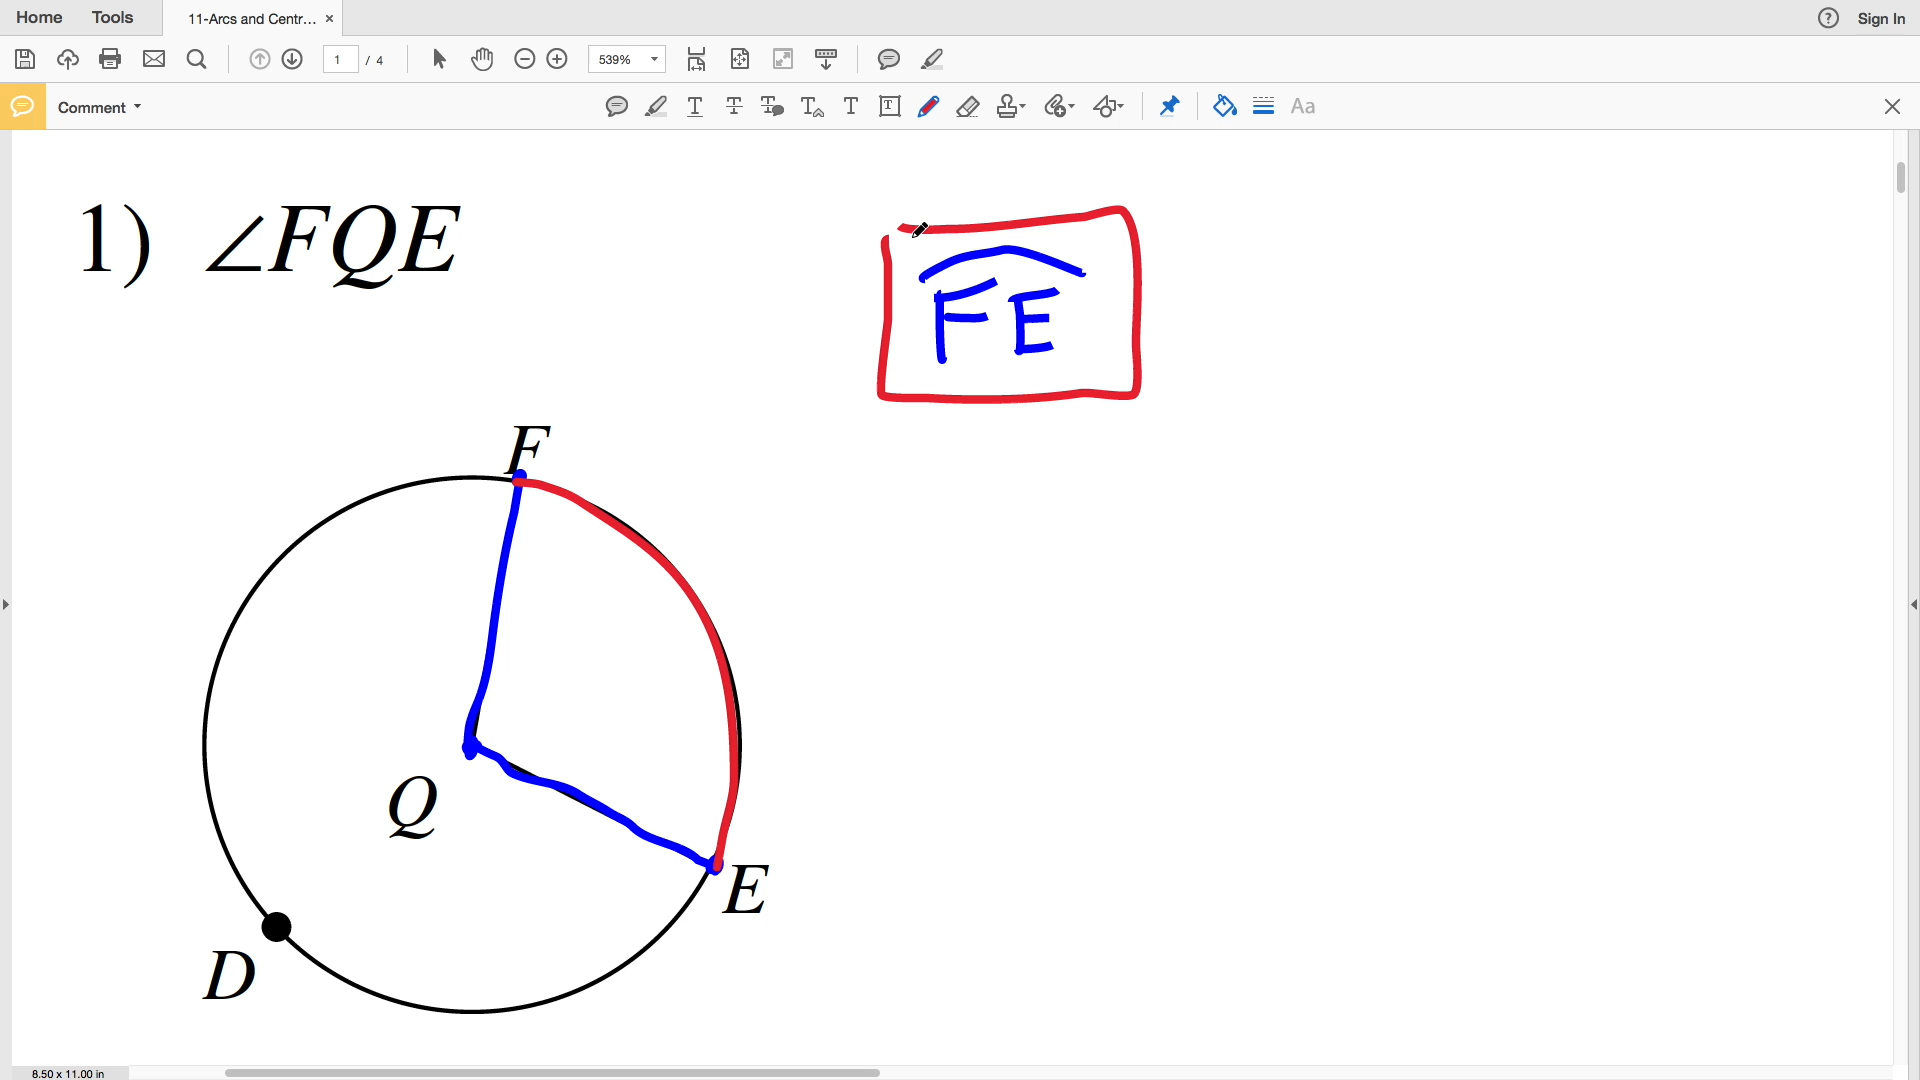 Home Tools 11-Arcs and Centr... × ? Sign In
1 / 4 539%
Comment T T T T T T Aa
1) ∠FQE
FE
F
Q
E
D
8.50 x 11.00 in